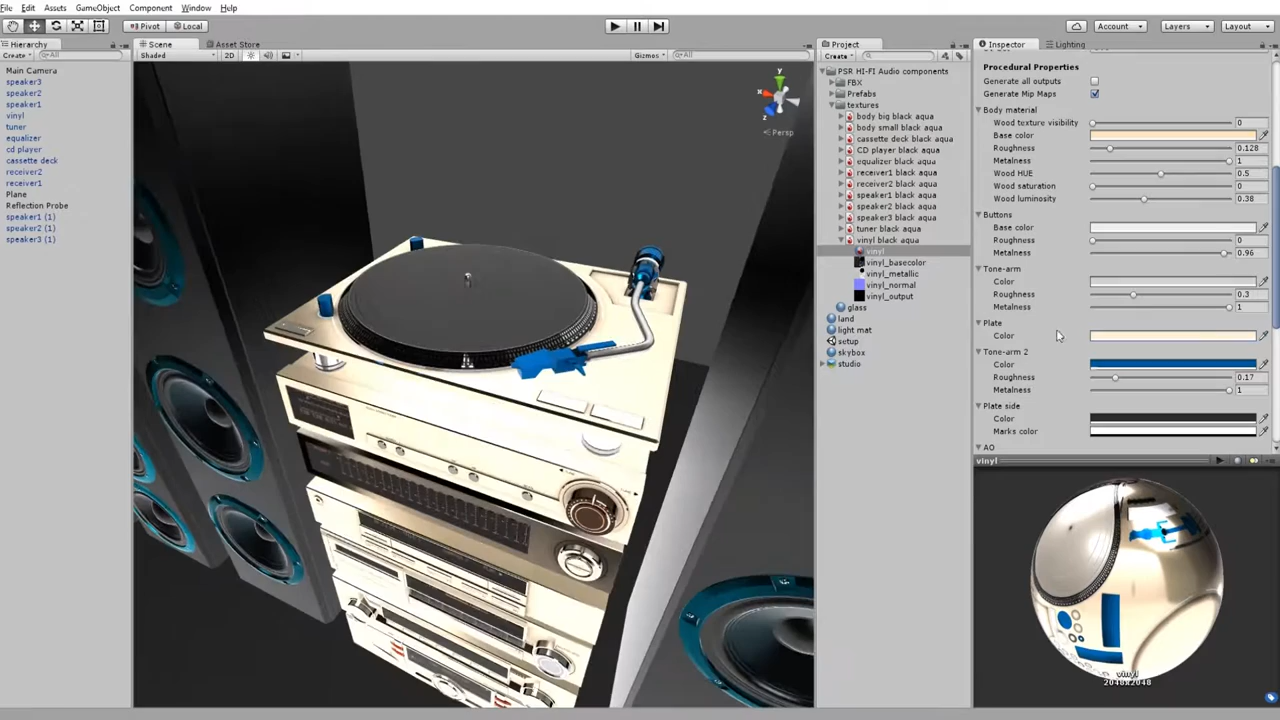 File Edit Assets GameObject Component Window Help
Pivot Local Account Layers Layout
Hierarchy
Create All
Main Camera
speaker3
speaker2
speaker1
vinyl
tuner
equalizer
cd player
cassette deck
receiver2
receiver1
Plane
Reflection Probe
speaker1 (1)
speaker2 (1)
speaker3 (1)
Scene Asset Store
Shaded 2D Gizmos All
y
x
z
Persp
Project
Create
PSR HI-FI Audio components
FBX
Prefabs
textures
body big black aqua
body small black aqua
cassette deck black aqua
CD player black aqua
equalizer black aqua
receiver1 black aqua
receiver2 black aqua
speaker1 black aqua
speaker2 black aqua
speaker3 black aqua
tuner black aqua
vinyl black aqua
vinyl
vinyl_basecolor
vinyl_metallic
vinyl_normal
vinyl_output
glass
land
light mat
setup
skybox
studio
Inspector Lighting
Procedural Properties
Generate all outputs
Generate Mip Maps
Body material
Wood texture visibility 0
Base color
Roughness 0.128
Metalness 1
Wood HUE 0.5
Wood saturation 0
Wood luminosity 0.38
Buttons
Base color
Roughness 0
Metalness 0.96
Tone-arm
Color
Roughness 0.3
Metalness 1
Plate
Color
Tone-arm 2
Color
Roughness 0.17
Metalness 1
Plate side
Color
Marks color
AO
vinyl
vinyl
2048x2048